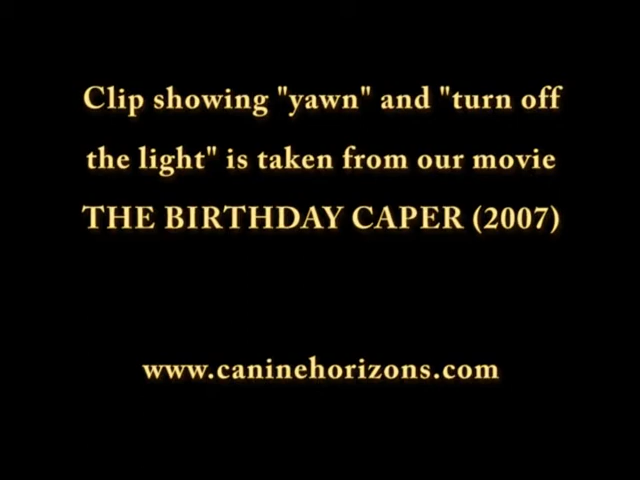 Clip showing "yawn" and "turn off
the light" is taken from our movie
THE BIRTHDAY CAPER (2007)
www.caninehorizons.com